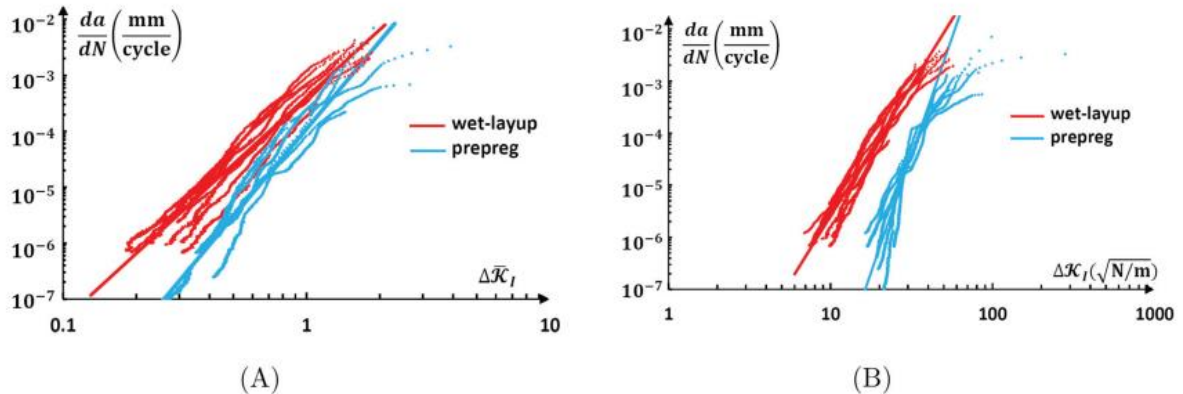 10⁻²
da/dN (mm/cycle)
10⁻³
10⁻⁴
10⁻⁵
10⁻⁶
10⁻⁷
wet-layup
prepreg
Δ𝒦̄_I
0.1 1 10
(A)
10⁻²
da/dN (mm/cycle)
10⁻³
10⁻⁴
10⁻⁵
10⁻⁶
10⁻⁷
wet-layup
prepreg
Δ𝒦_I(√N/m)
1 10 100 1000
(B)